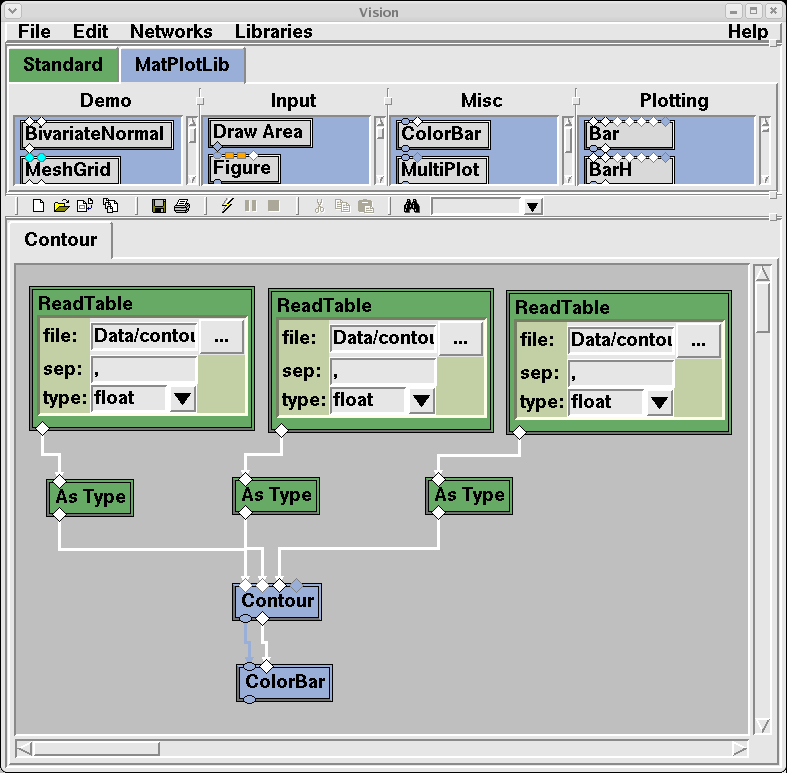 Vision
File Edit Networks Libraries Help
Standard MatPlotLib
Demo Input Misc Plotting
BivariateNormal Draw Area ColorBar Bar
MeshGrid Figure MultiPlot BarH
Contour
ReadTable ReadTable ReadTable
file: Data/contou ... file: Data/contou ... file: Data/contou ...
sep: , sep: , sep: ,
type: float type: float type: float
As Type As Type As Type
Contour
ColorBar